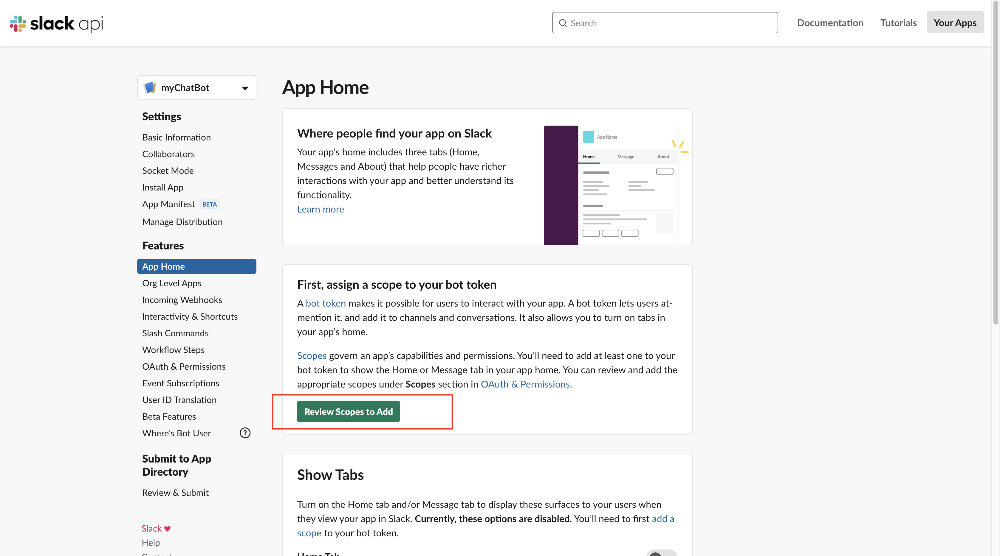 slack api
Search
Documentation
Tutorials
Your Apps
myChatBot
Settings
Basic Information
Collaborators
Socket Mode
Install App
App Manifest BETA
Manage Distribution
Features
App Home
Org Level Apps
Incoming Webhooks
Interactivity & Shortcuts
Slash Commands
Workflow Steps
OAuth & Permissions
Event Subscriptions
User ID Translation
Beta Features
Where’s Bot User ?
Submit to App
Directory
Review & Submit
Slack
Help
Contact
App Home
Where people find your app on Slack
Your app’s home includes three tabs (Home,
Messages and About) that help people have richer
interactions with your app and better understand its
functionality.
Learn more
App Name
Home
Message
About
First, assign a scope to your bot token
A bot token makes it possible for users to interact with your app. A bot token lets users at-
mention it, and add it to channels and conversations. It also allows you to turn on tabs in
your app’s home.
Scopes govern an app’s capabilities and permissions. You’ll need to add at least one to your
bot token to show the Home or Message tab in your app home. You can review and add the
appropriate scopes under Scopes section in OAuth & Permissions.
Review Scopes to Add
Show Tabs
Turn on the Home tab and/or Message tab to display these surfaces to your users when
they view your app in Slack. Currently, these options are disabled. You’ll need to first add a
scope to your bot token.
Home Tab